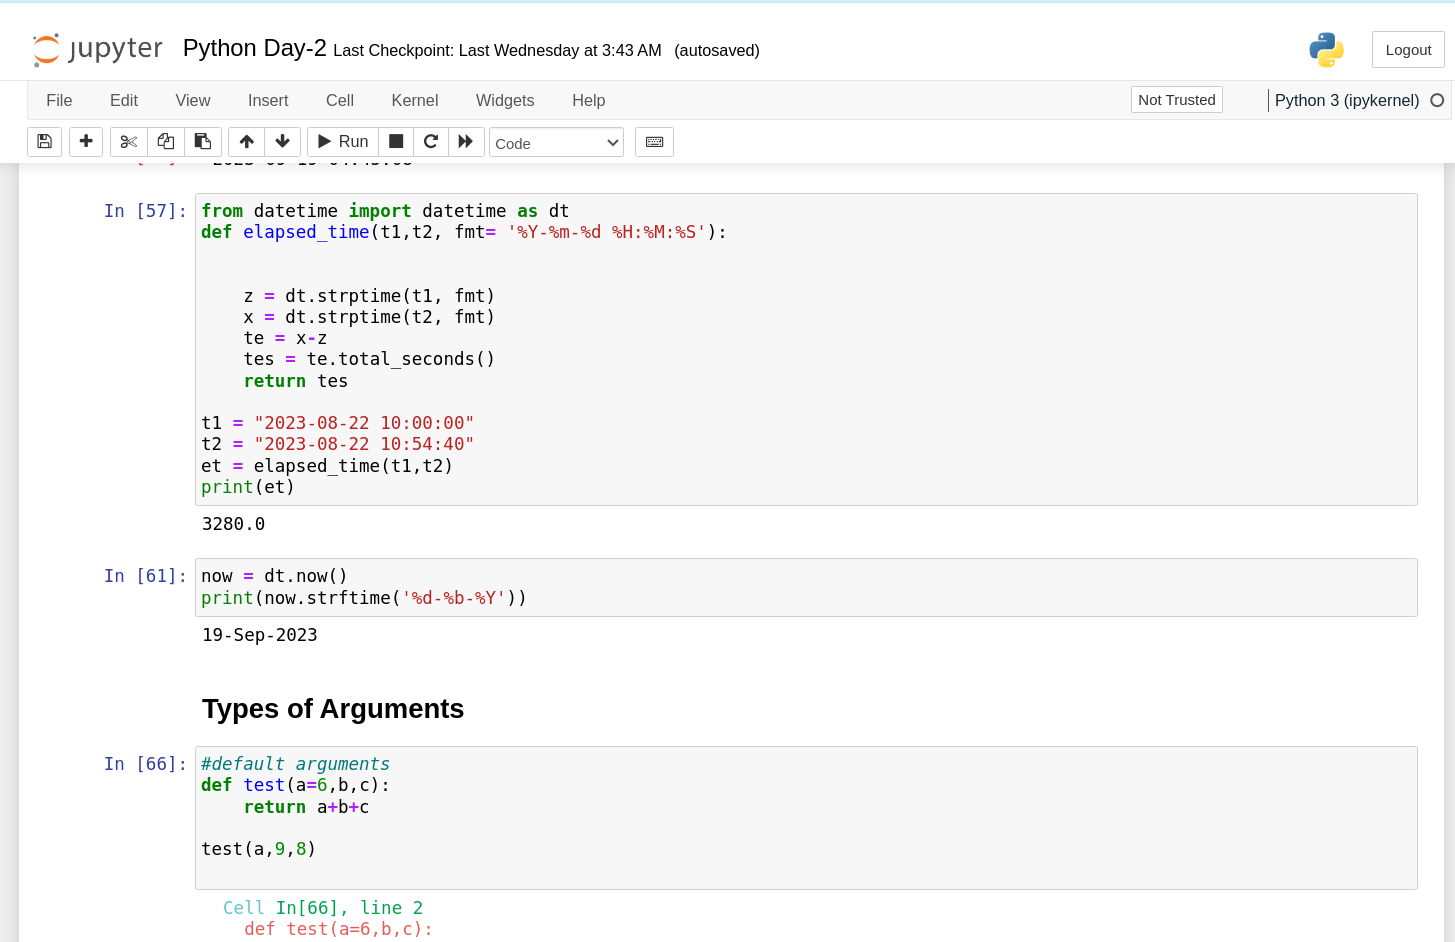 jupyter Python Day-2 Last Checkpoint: Last Wednesday at 3:43 AM (autosaved) Logout
File Edit View Insert Cell Kernel Widgets Help Not Trusted Python 3 (ipykernel)
Run Code
In [57]: from datetime import datetime as dt
def elapsed_time(t1,t2, fmt= '%Y-%m-%d %H:%M:%S'):
z = dt.strptime(t1, fmt)
x = dt.strptime(t2, fmt)
te = x-z
tes = te.total_seconds()
return tes
t1 = "2023-08-22 10:00:00"
t2 = "2023-08-22 10:54:40"
et = elapsed_time(t1,t2)
print(et)
3280.0
In [61]: now = dt.now()
print(now.strftime('%d-%b-%Y'))
19-Sep-2023
Types of Arguments
In [66]: #default arguments
def test(a=6,b,c):
return a+b+c
test(a,9,8)
Cell In[66], line 2
def test(a=6,b,c):